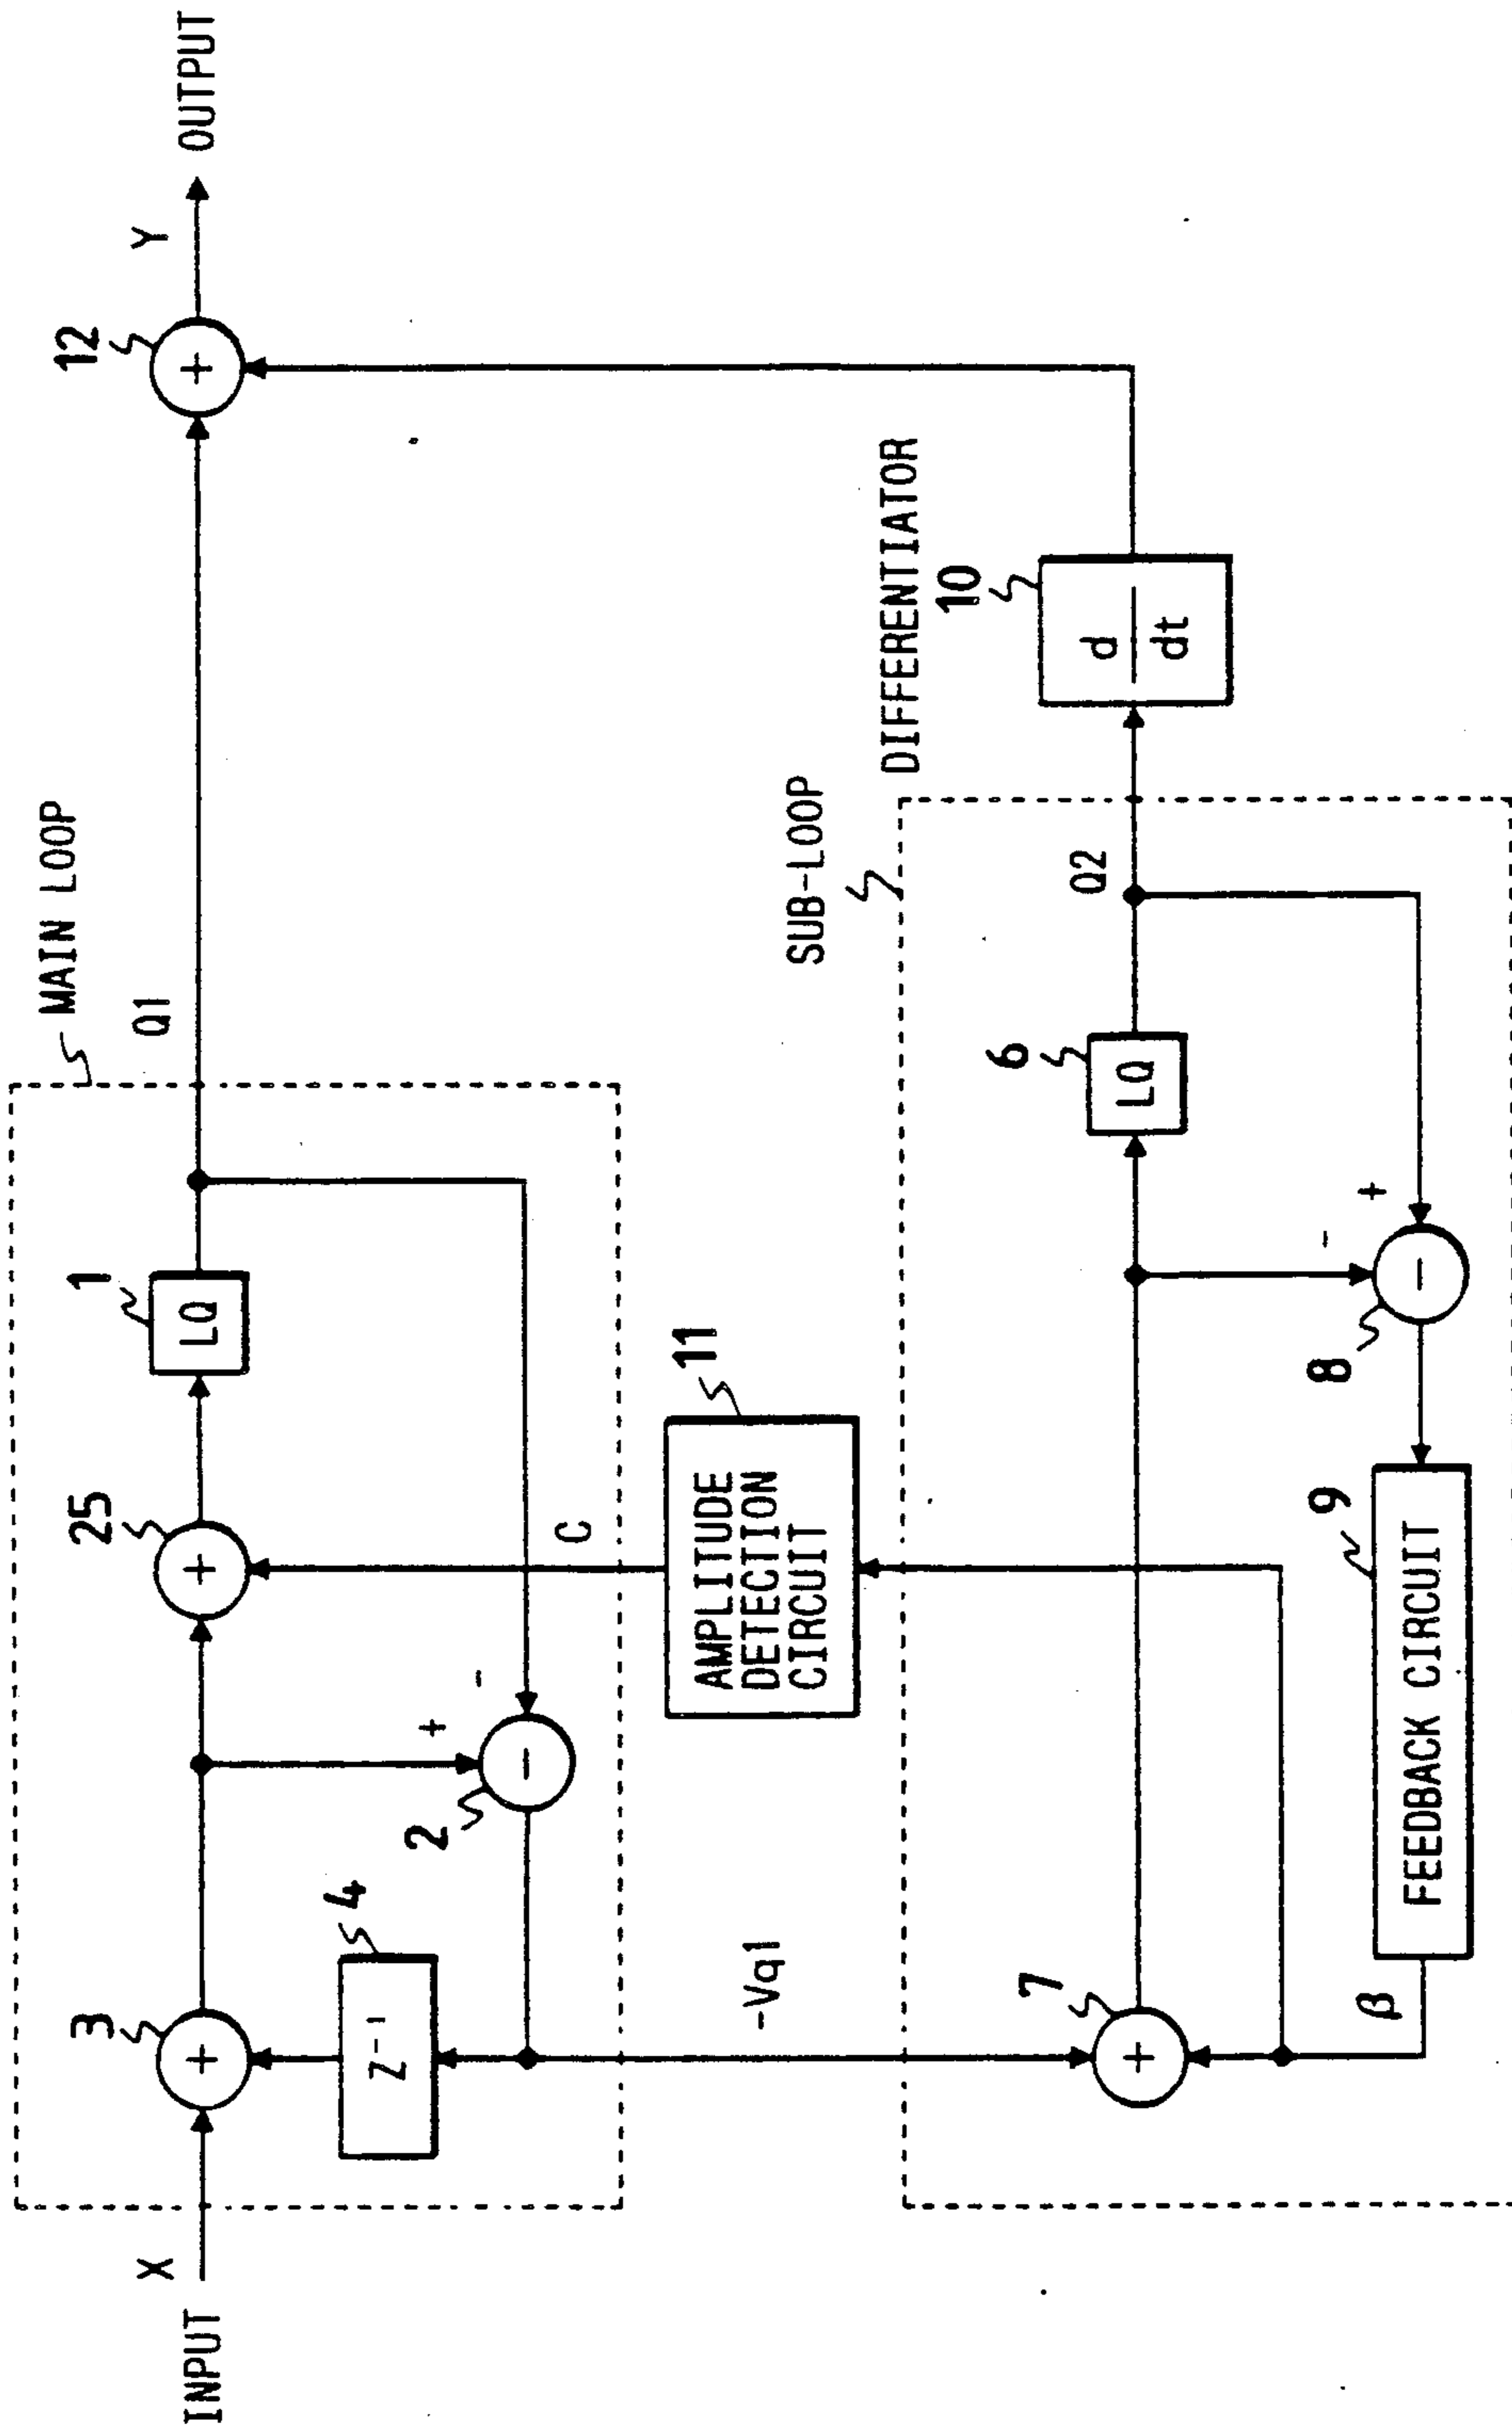 MAIN LOOP
INPUT
X
3
+
Z⁻¹
4
2
−
+
-
25
+
C
1
LQ
Q1
12
+
Y
OUTPUT
-Vq1
11
AMPLITUDE
DETECTION
CIRCUIT
SUB-LOOP
7
+
β
9
FEEDBACK CIRCUIT
8
−
-
+
6
LQ
Q2
DIFFERENTIATOR
10
d
dt